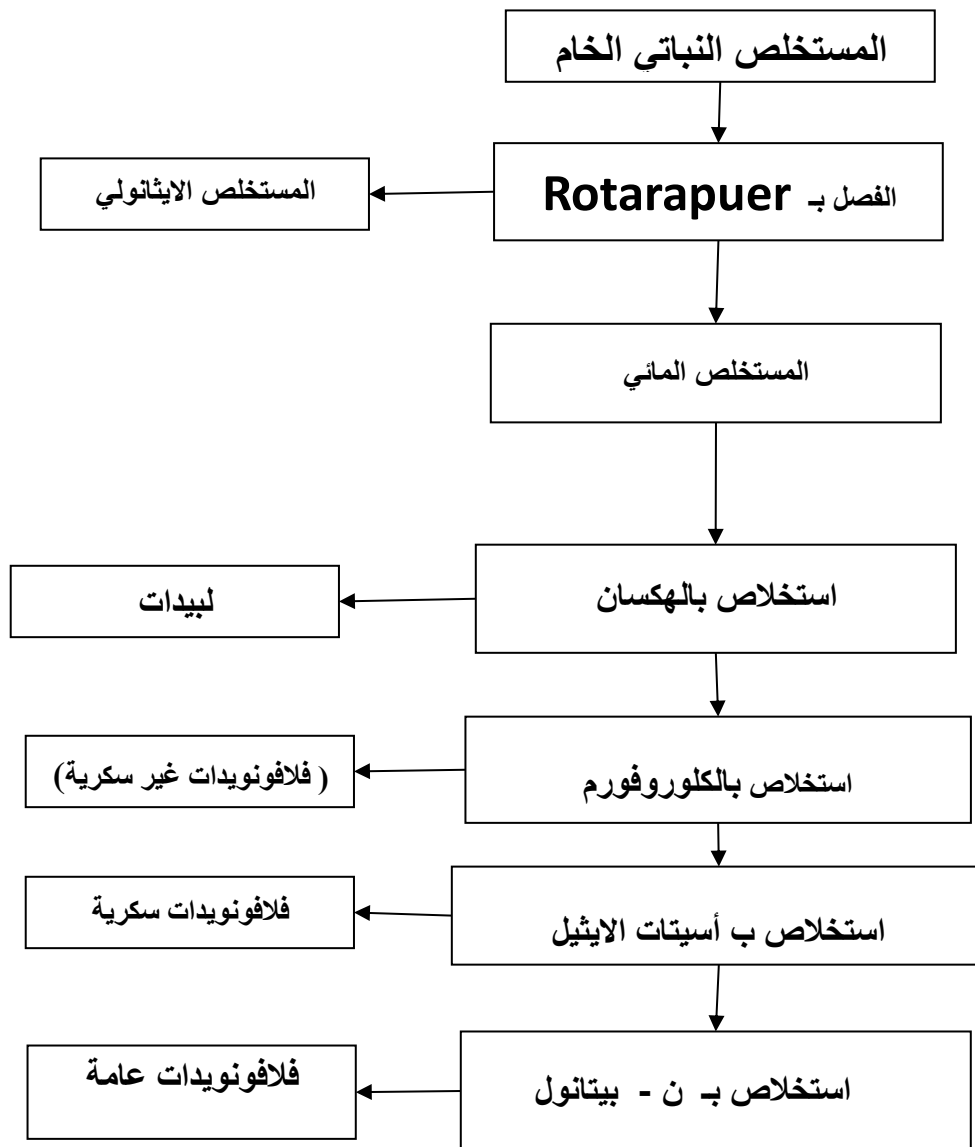 المستخلص النباتي الخام
الفصل بـ Rotarapuer
المستخلص الايثانولي
المستخلص المائي
استخلاص بالهكسان
لبيدات
استخلاص بالكلوروفورم
( فلافونويدات غير سكرية)
استخلاص ب أسيتات الايثيل
فلافونويدات سكرية
استخلاص بـ ن - بيتانول
فلافونويدات عامة